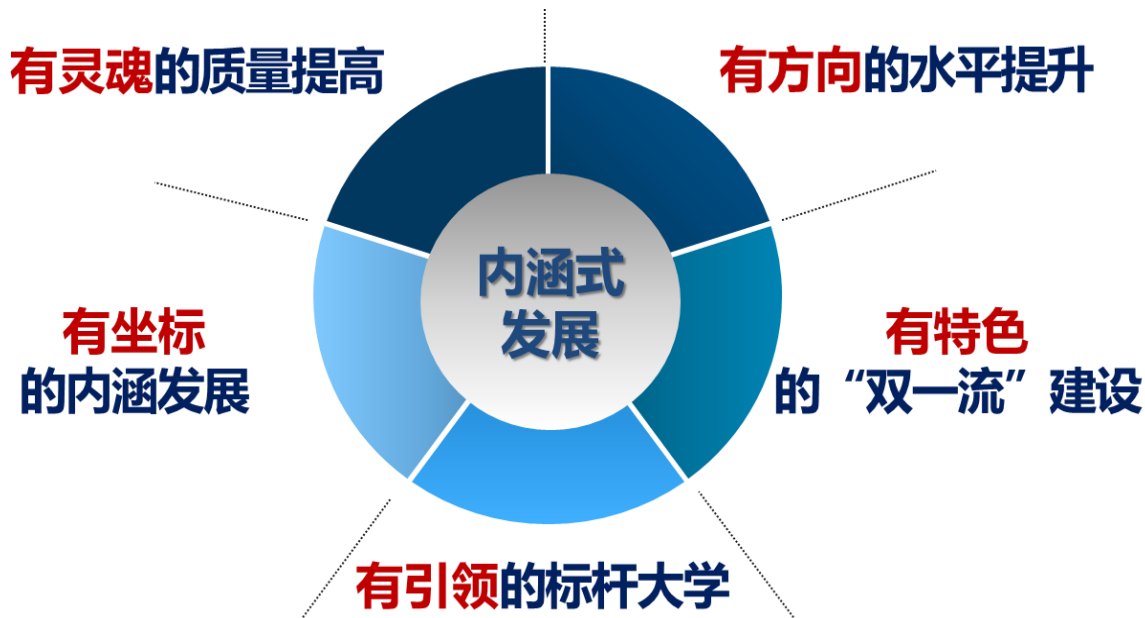 有灵魂的质量提高
有方向的水平提升
内涵式
发展
有坐标
的内涵发展
有特色
的“双一流”建设
有引领的标杆大学